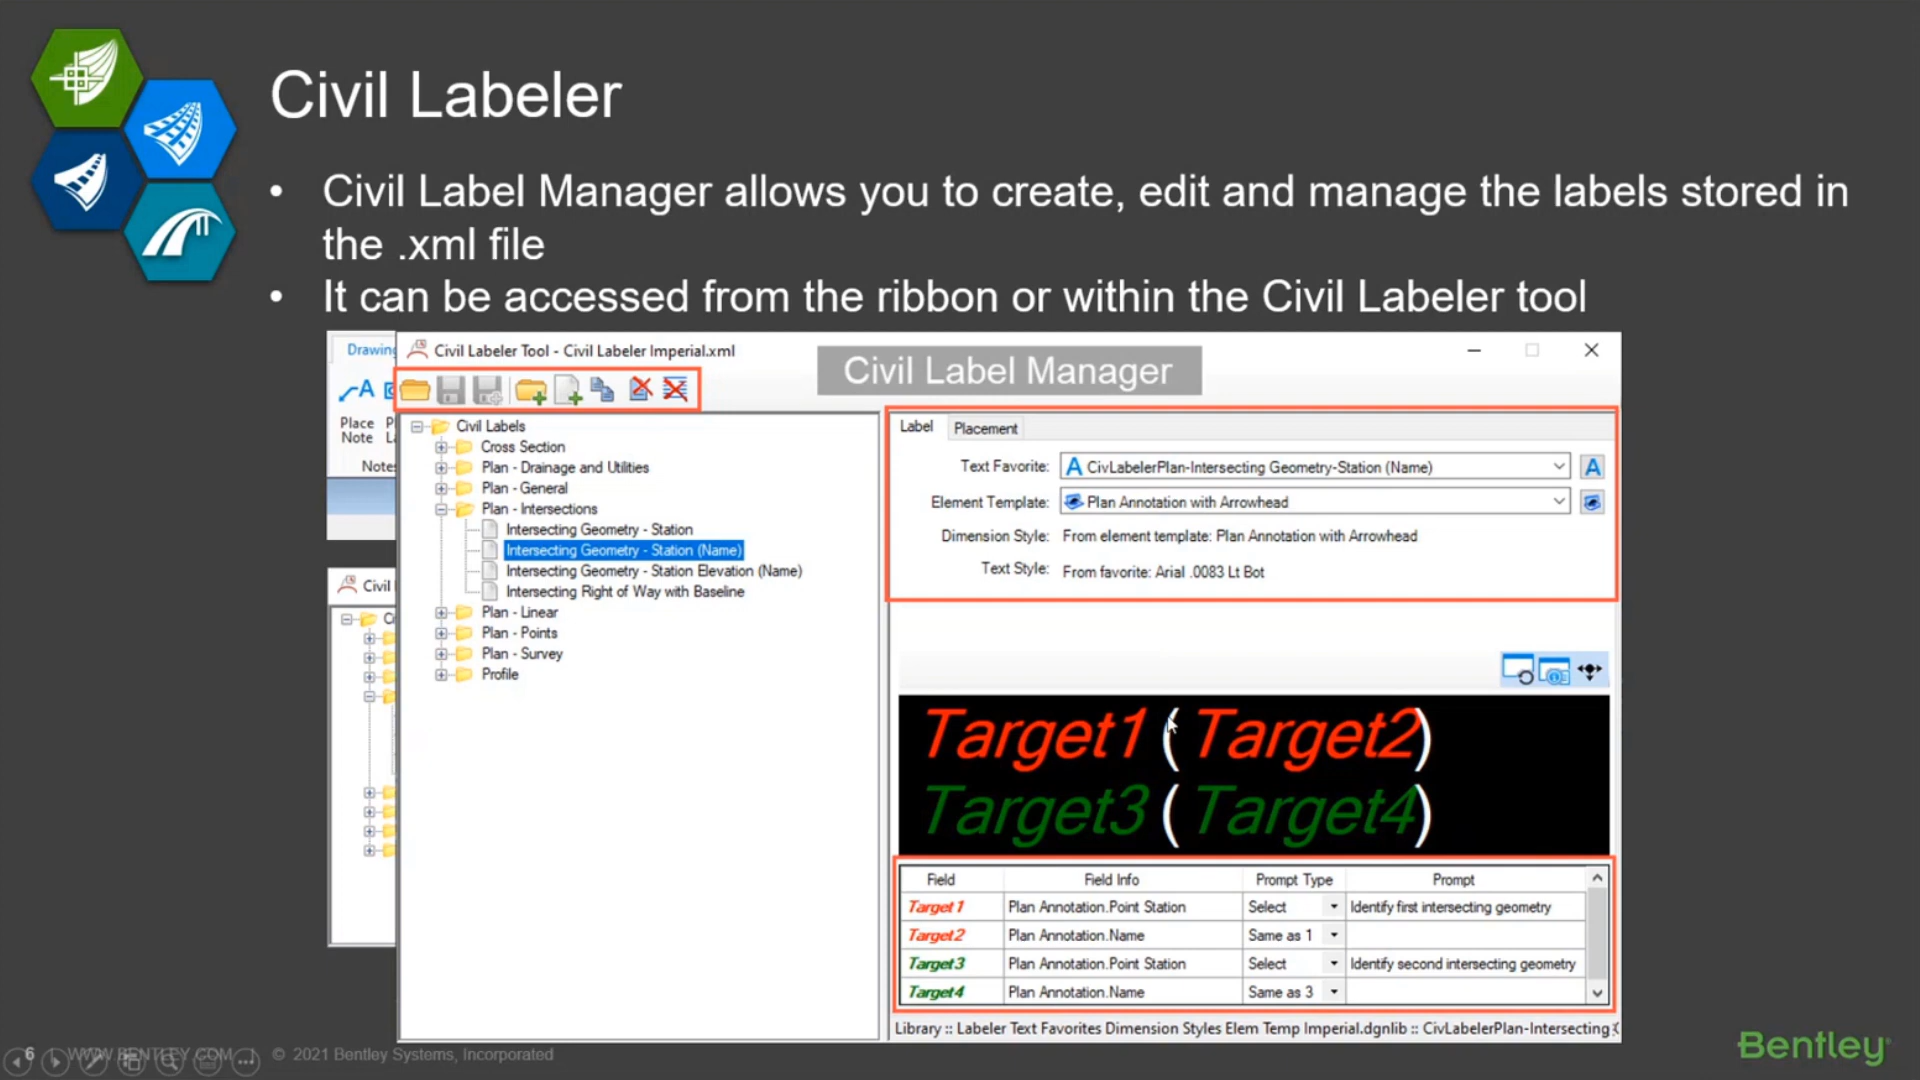 Civil Labeler
• Civil Label Manager allows you to create, edit and manage the labels stored in
the .xml file
• It can be accessed from the ribbon or within the Civil Labeler tool
Drawing
Place
Note
Notes
Civil
Civil Labeler Tool - Civil Labeler Imperial.xml
Civil Label Manager
Civil Labels
Cross Section
Plan - Drainage and Utilities
Plan - General
Plan - Intersections
Intersecting Geometry - Station
Intersecting Geometry - Station (Name)
Intersecting Geometry - Station Elevation (Name)
Intersecting Right of Way with Baseline
Plan - Linear
Plan - Points
Plan - Survey
Profile
Label Placement
Text Favorite: CivLabelerPlan-Intersecting Geometry-Station (Name)
Element Template: Plan Annotation with Arrowhead
Dimension Style: From element template: Plan Annotation with Arrowhead
Text Style: From favorite: Arial .0083 Lt Bot
Target1 (Target2)
Target3 (Target4)
Field Field Info Prompt Type Prompt
Target1 Plan Annotation.Point Station Select Identify first intersecting geometry
Target2 Plan Annotation.Name Same as 1
Target3 Plan Annotation.Point Station Select Identify second intersecting geometry
Target4 Plan Annotation.Name Same as 3
Library :: Labeler Text Favorites Dimension Styles Elem Temp Imperial.dgnlib :: CivLabelerPlan-Intersecting
6 | WWW.BENTLEY.COM | © 2021 Bentley Systems, Incorporated
Bentley